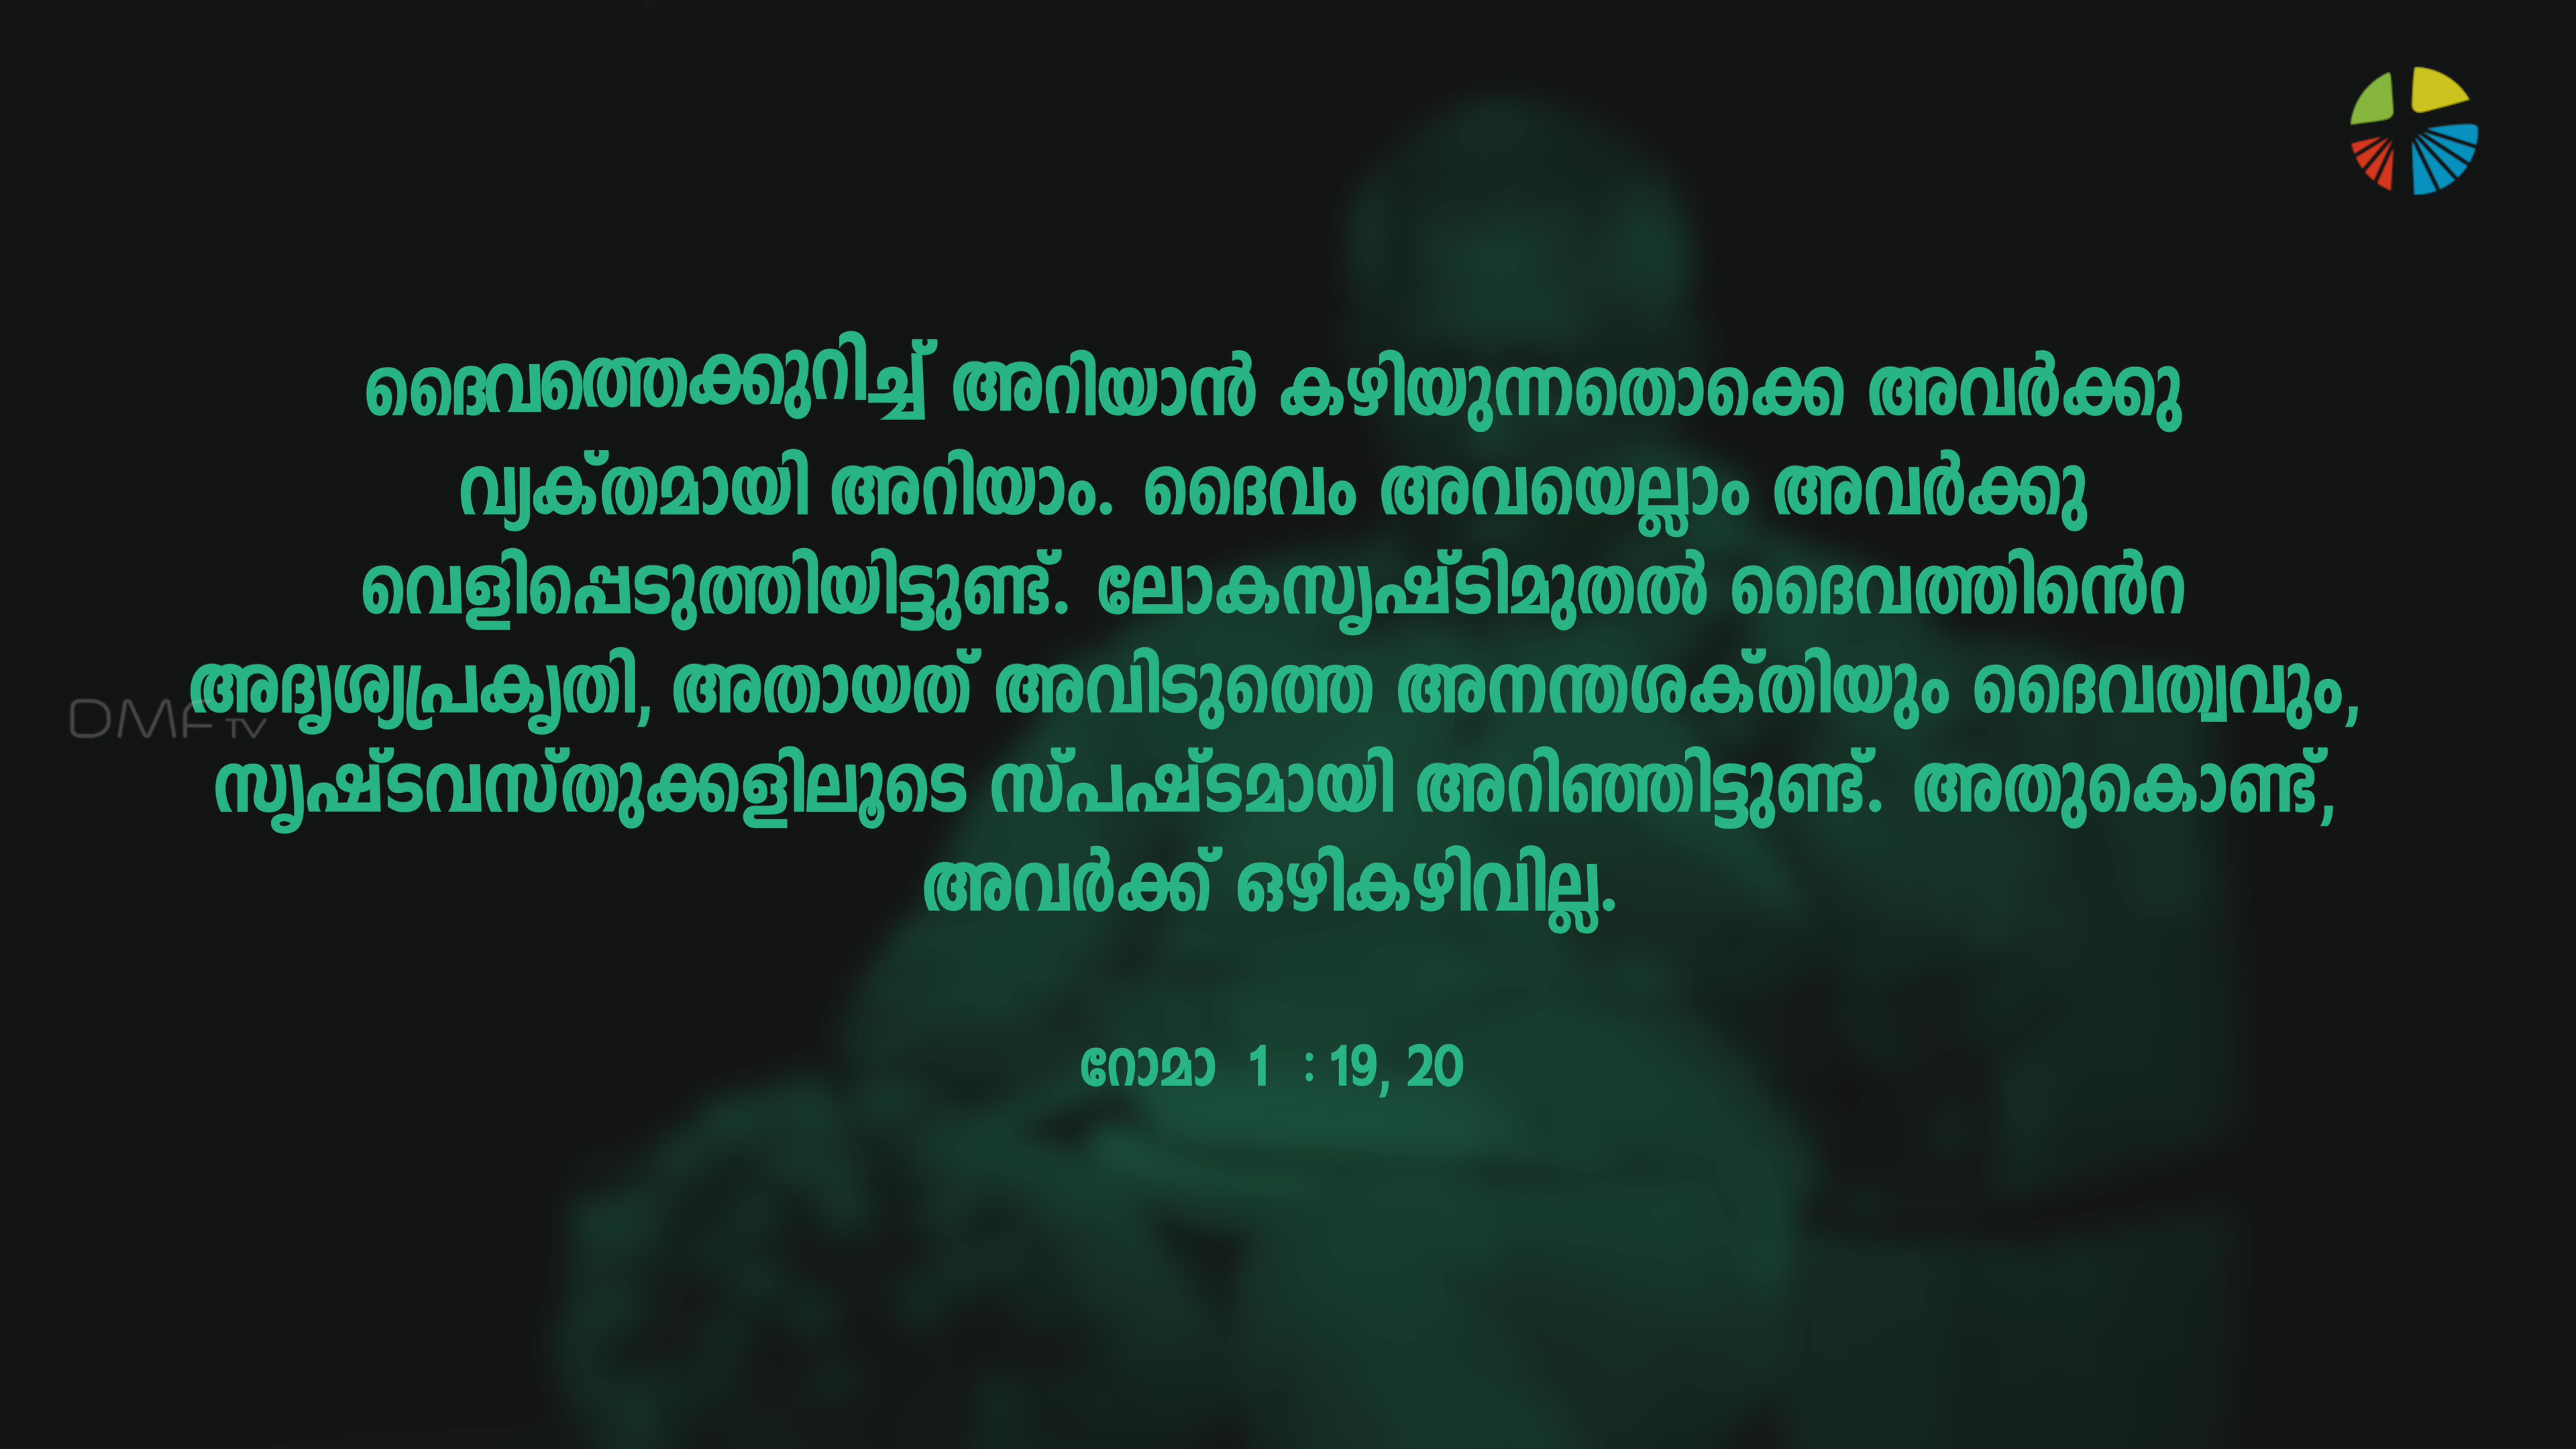 ദൈവത്തെക്കുറിച്ച് അറിയാൻ കഴിയുന്നതൊക്കെ അവർക്കു
വ്യക്‌തമായി അറിയാം. ദൈവം അവയെല്ലാം അവർക്കു
വെളിപ്പെടുത്തിയിട്ടുണ്ട്. ലോകസൃഷ്‌ടിമുതൽ ദൈവത്തിൻെറ
അദൃശ്യപ്രകൃതി, അതായത് അവിടുത്തെ അനന്തശക്‌തിയും ദൈവത്വവും,
DMF TV
സൃഷ്‌ടവസ്‌തുക്കളിലൂടെ സ്‌പഷ്‌ടമായി അറിഞ്ഞിട്ടുണ്ട്. അതുകൊണ്ട്,
അവർക്ക് ഒഴികഴിവില്ല.
റോമാ 1 : 19, 20